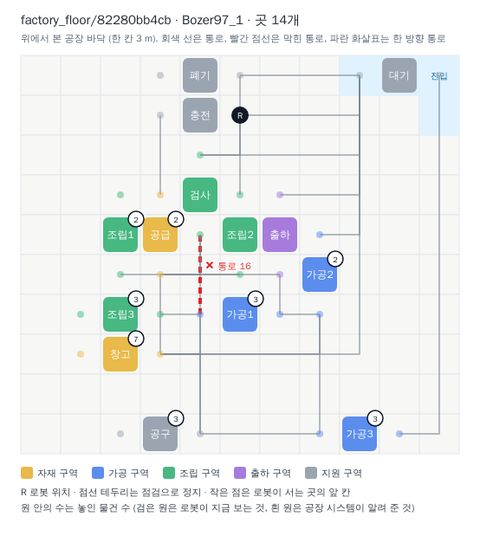 factory_floor/82280bb4cb · Bozer97_1 · 곳 14개
위에서 본 공장 바닥 (한 칸 3 m). 회색 선은 통로, 빨간 점선은 막힌 통로, 파란 화살표는 한 방향 통로
폐기
대기
충전
R
검사
2
2
조립1
공급
조립2
출하
✕ 통로 16
가공2
2
3
3
조립3
가공1
7
창고
3
3
공구
가공3
자재 구역
가공 구역
조립 구역
출하 구역
지원 구역
R 로봇 위치 · 점선 테두리는 점검으로 정지 · 작은 점은 로봇이 서는 곳의 앞 칸
원 안의 수는 놓인 물건 수 (검은 원은 로봇이 지금 보는 것, 흰 원은 공장 시스템이 알려 준 것)